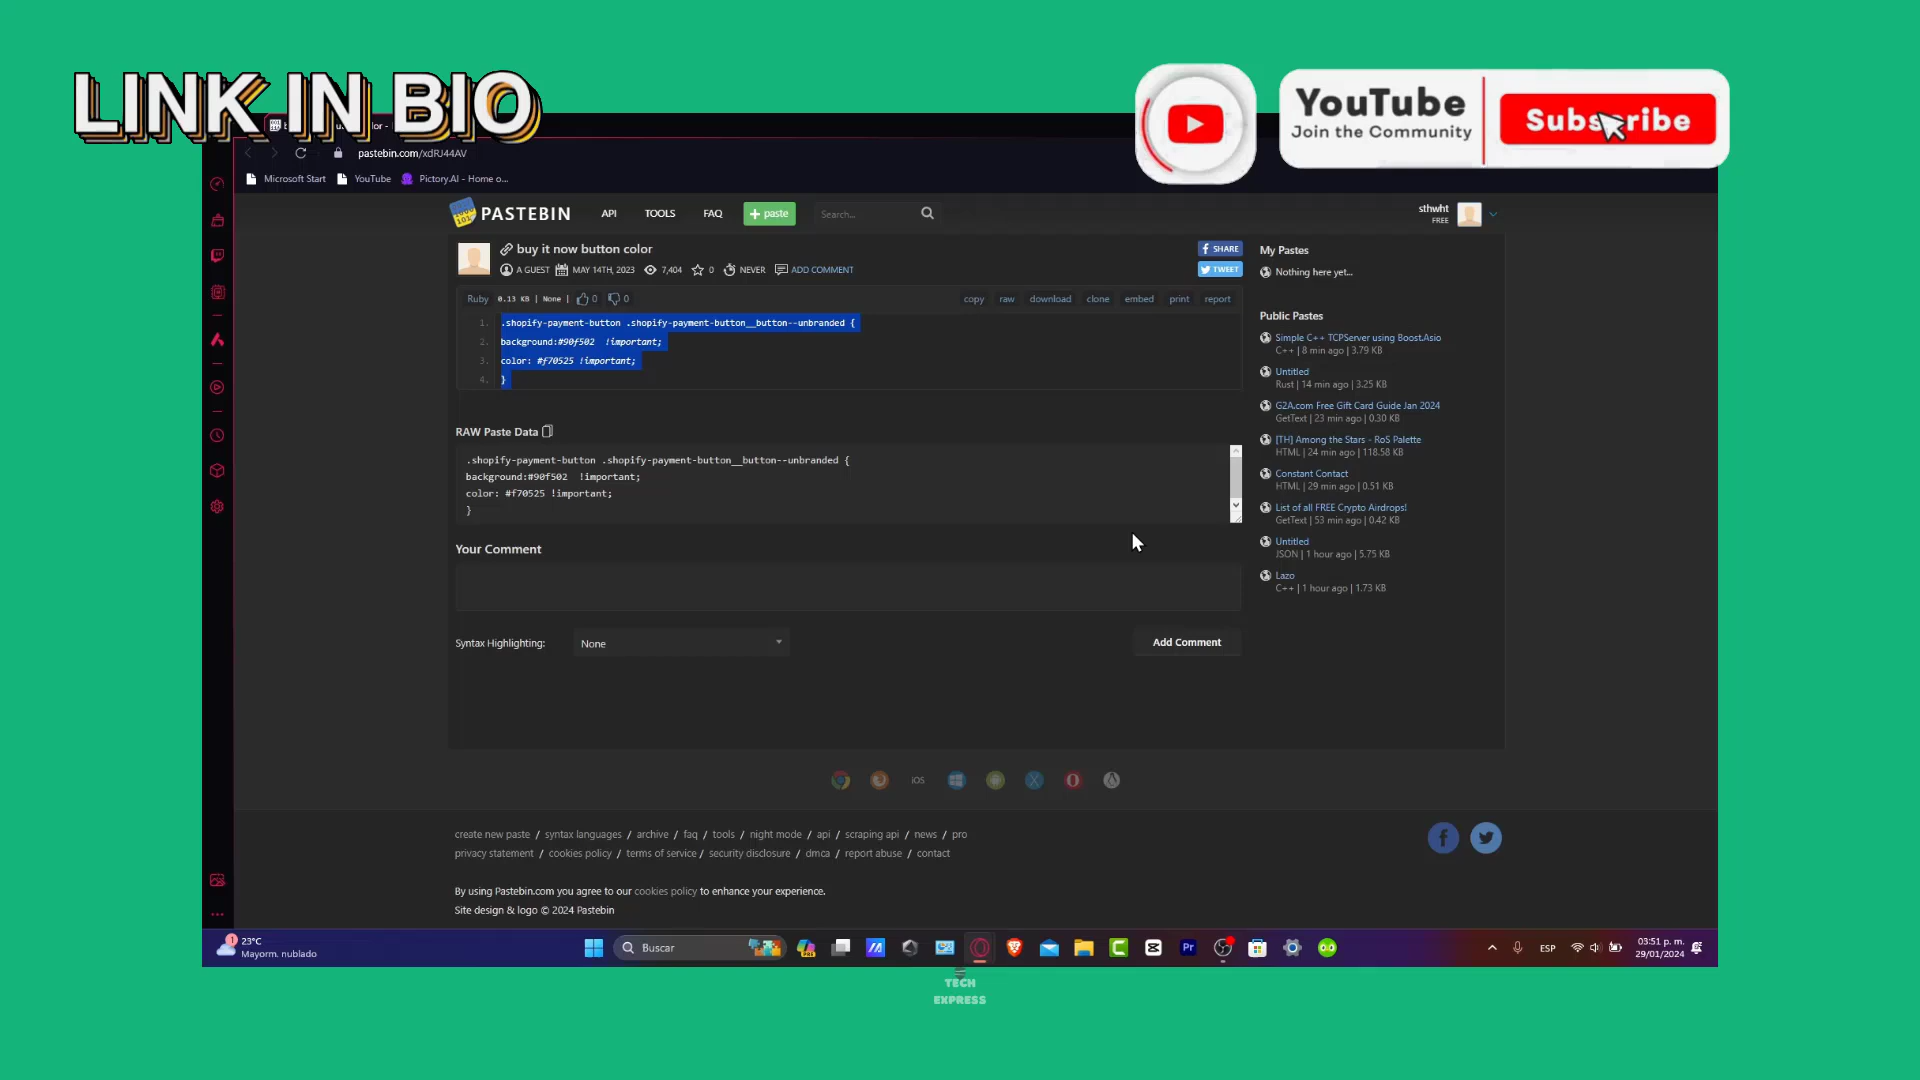 LINK IN BIO
YouTube
Join the Community
Subscribe
pastebin.com/xdRJ44AV
Microsoft Start
YouTube
Pictory.AI - Home o...
PASTEBIN
API
TOOLS
FAQ
+ paste
Search...
sthwht
FREE
buy it now button color
A GUEST
MAY 14TH, 2023
7,404
0
NEVER
ADD COMMENT
SHARE
TWEET
Ruby 0.13 KB | None | 0 0
copy
raw
download
clone
embed
print
report
1. .shopify-payment-button .shopify-payment-button__button--unbranded {
2. background:#90f502 !important;
3. color: #f70525 !important;
4. }
RAW Paste Data
.shopify-payment-button .shopify-payment-button__button--unbranded {
background:#90f502 !important;
color: #f70525 !important;
}
Your Comment
Syntax Highlighting:
None
Add Comment
My Pastes
Nothing here yet...
Public Pastes
Simple C++ TCPServer using Boost.Asio
C++ | 8 min ago | 3.79 KB
Untitled
Rust | 14 min ago | 3.25 KB
G2A.com Free Gift Card Guide Jan 2024
GetText | 23 min ago | 0.30 KB
[TH] Among the Stars - RoS Palette
HTML | 24 min ago | 118.58 KB
Constant Contact
HTML | 29 min ago | 0.51 KB
List of all FREE Crypto Airdrops!
GetText | 53 min ago | 0.42 KB
Untitled
JSON | 1 hour ago | 5.75 KB
Lazo
C++ | 1 hour ago | 1.73 KB
iOS
create new paste / syntax languages / archive / faq / tools / night mode / api / scraping api / news / pro
privacy statement / cookies policy / terms of service / security disclosure / dmca / report abuse / contact
By using Pastebin.com you agree to our cookies policy to enhance your experience.
Site design & logo © 2024 Pastebin
1
23°C
Mayorm. nublado
Buscar
PRE
Pr
ESP
03:51 p. m.
29/01/2024
TECH
EXPRESS